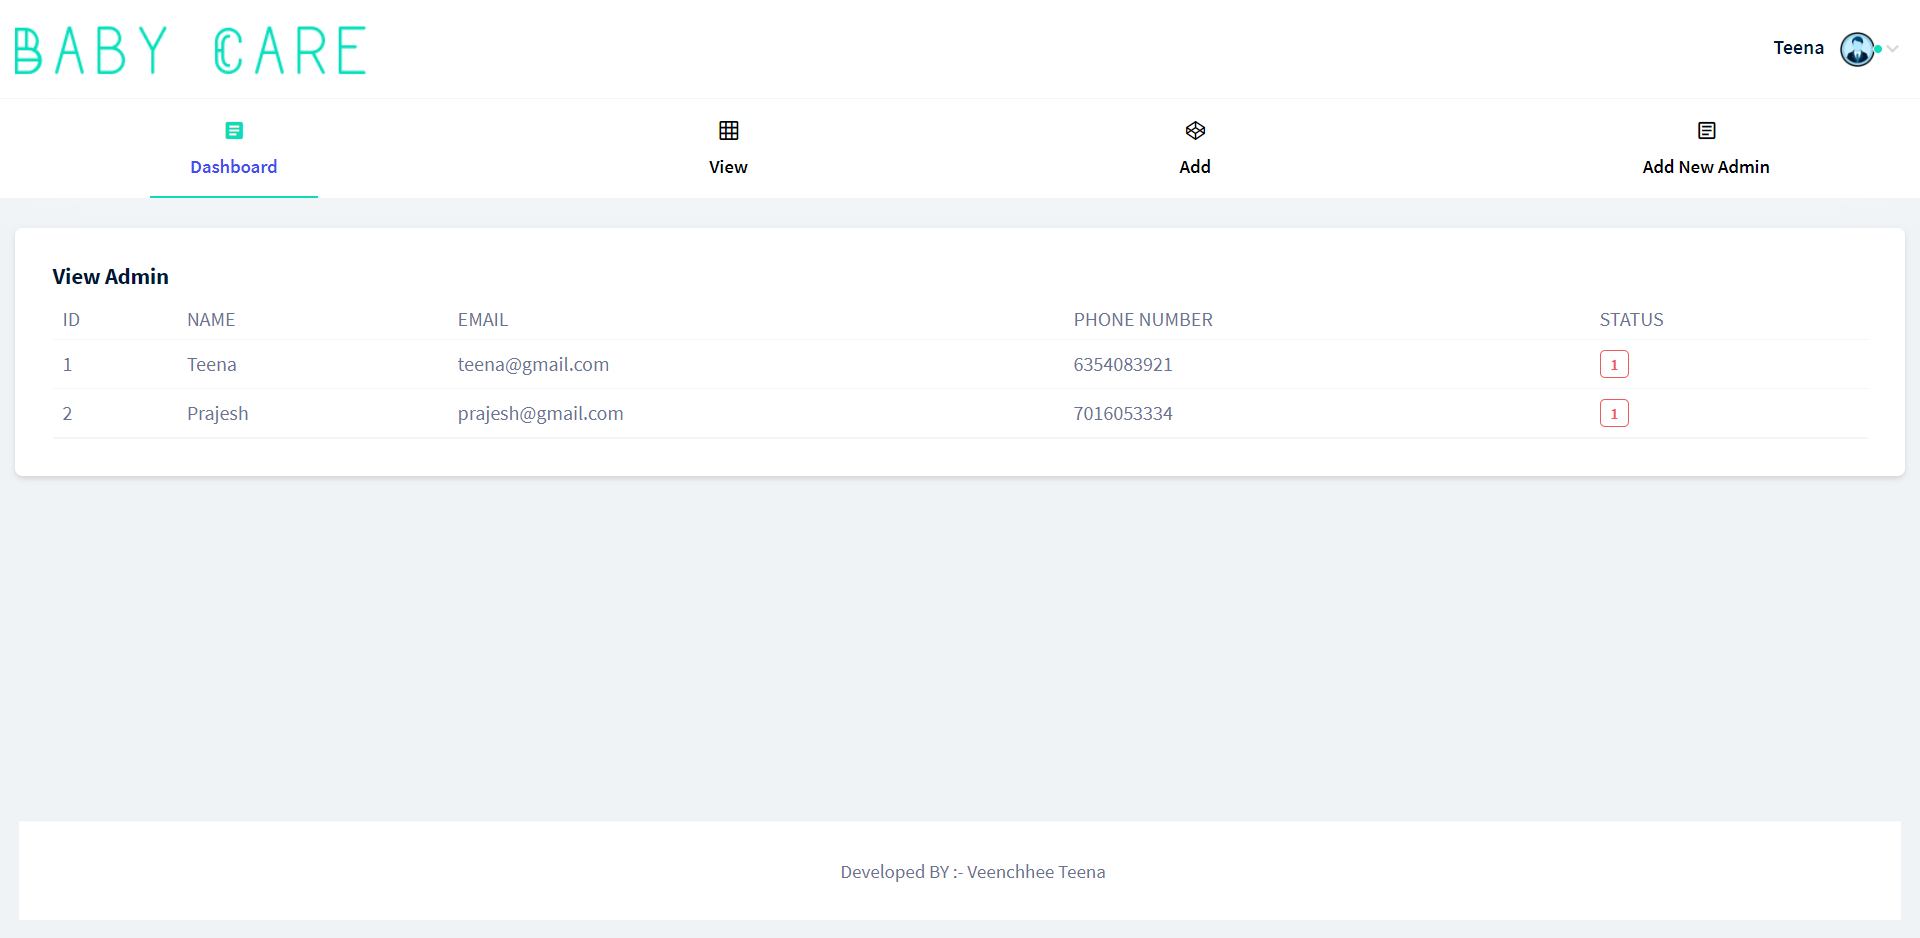 BABY CARE
Teena
Dashboard View Add Add New Admin
View Admin
ID NAME EMAIL PHONE NUMBER STATUS
1 Teena teena@gmail.com 6354083921 1
2 Prajesh prajesh@gmail.com 7016053334 1
Developed BY :- Veenchhee Teena